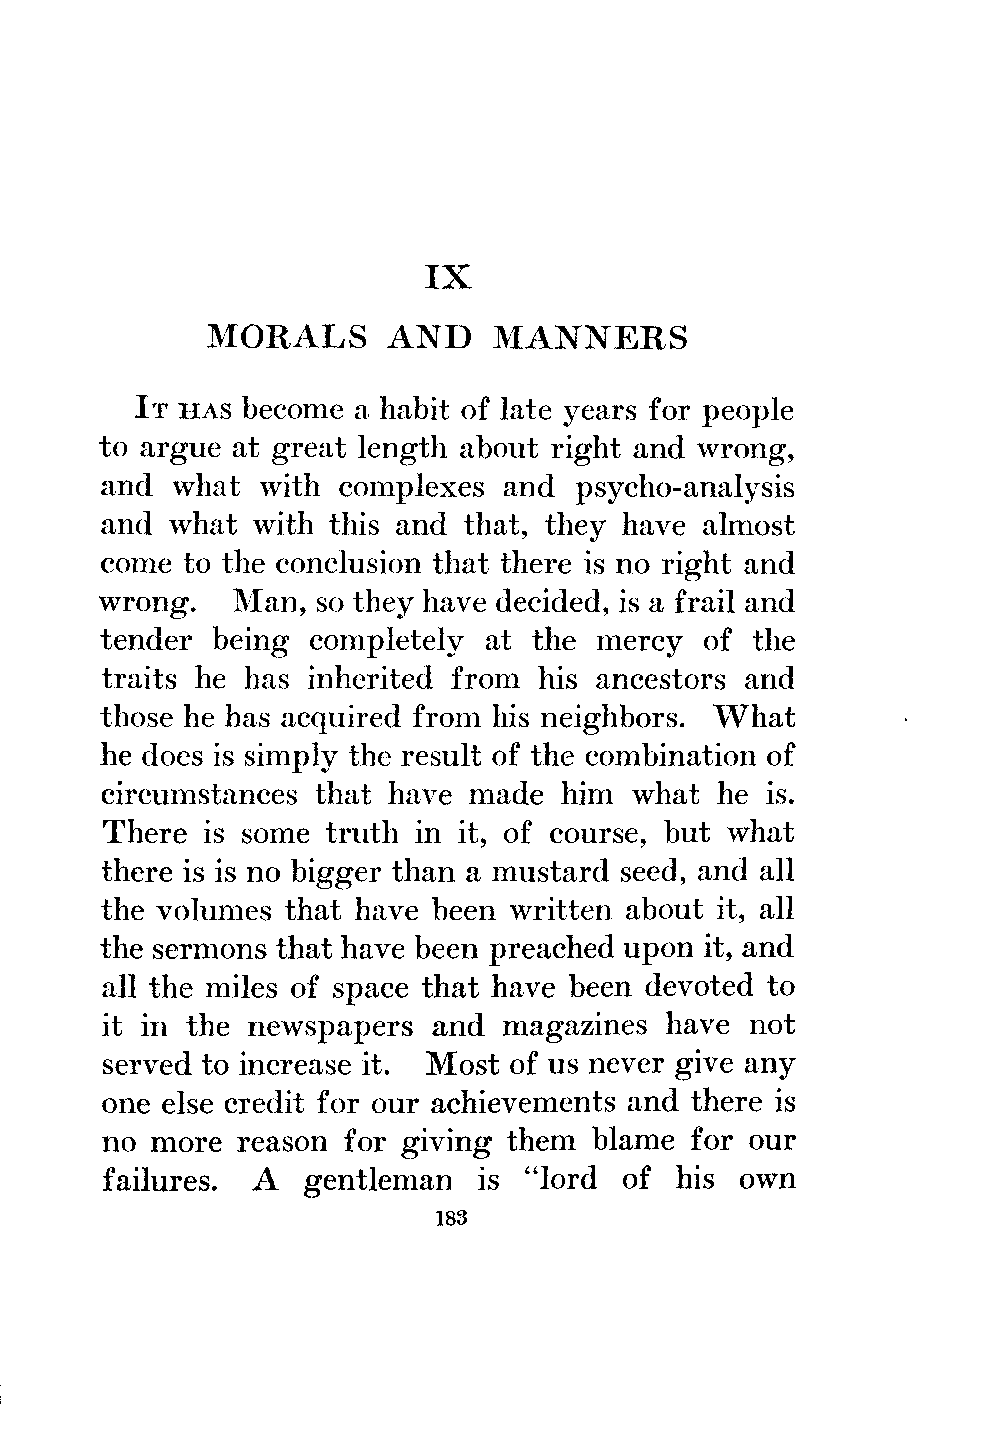 IX
MORALS AND MANNERS
IT HAS become a habit of late years for people
to argue at great length about right and wrong,
and what with complexes and psycho-analysis
and what with this and that, they have almost
come to the conclusion that there is no right and
wrong. Man, so they have decided, is a frail and
tender being completely at the mercy of the
traits he has inherited from his ancestors and
those he has acquired from his neighbors. What
he does is simply the result of the combination of
circumstances that have made him what he is.
There is some truth in it, of course, but what
there is is no bigger than a mustard seed, and all
the volumes that have been written about it, all
the sermons that have been preached upon it, and
all the miles of space that have been devoted to
it in the newspapers and magazines have not
served to increase it. Most of us never give any
one else credit for our achievements and there is
no more reason for giving them blame for our
failures. A gentleman is "lord of his own
183